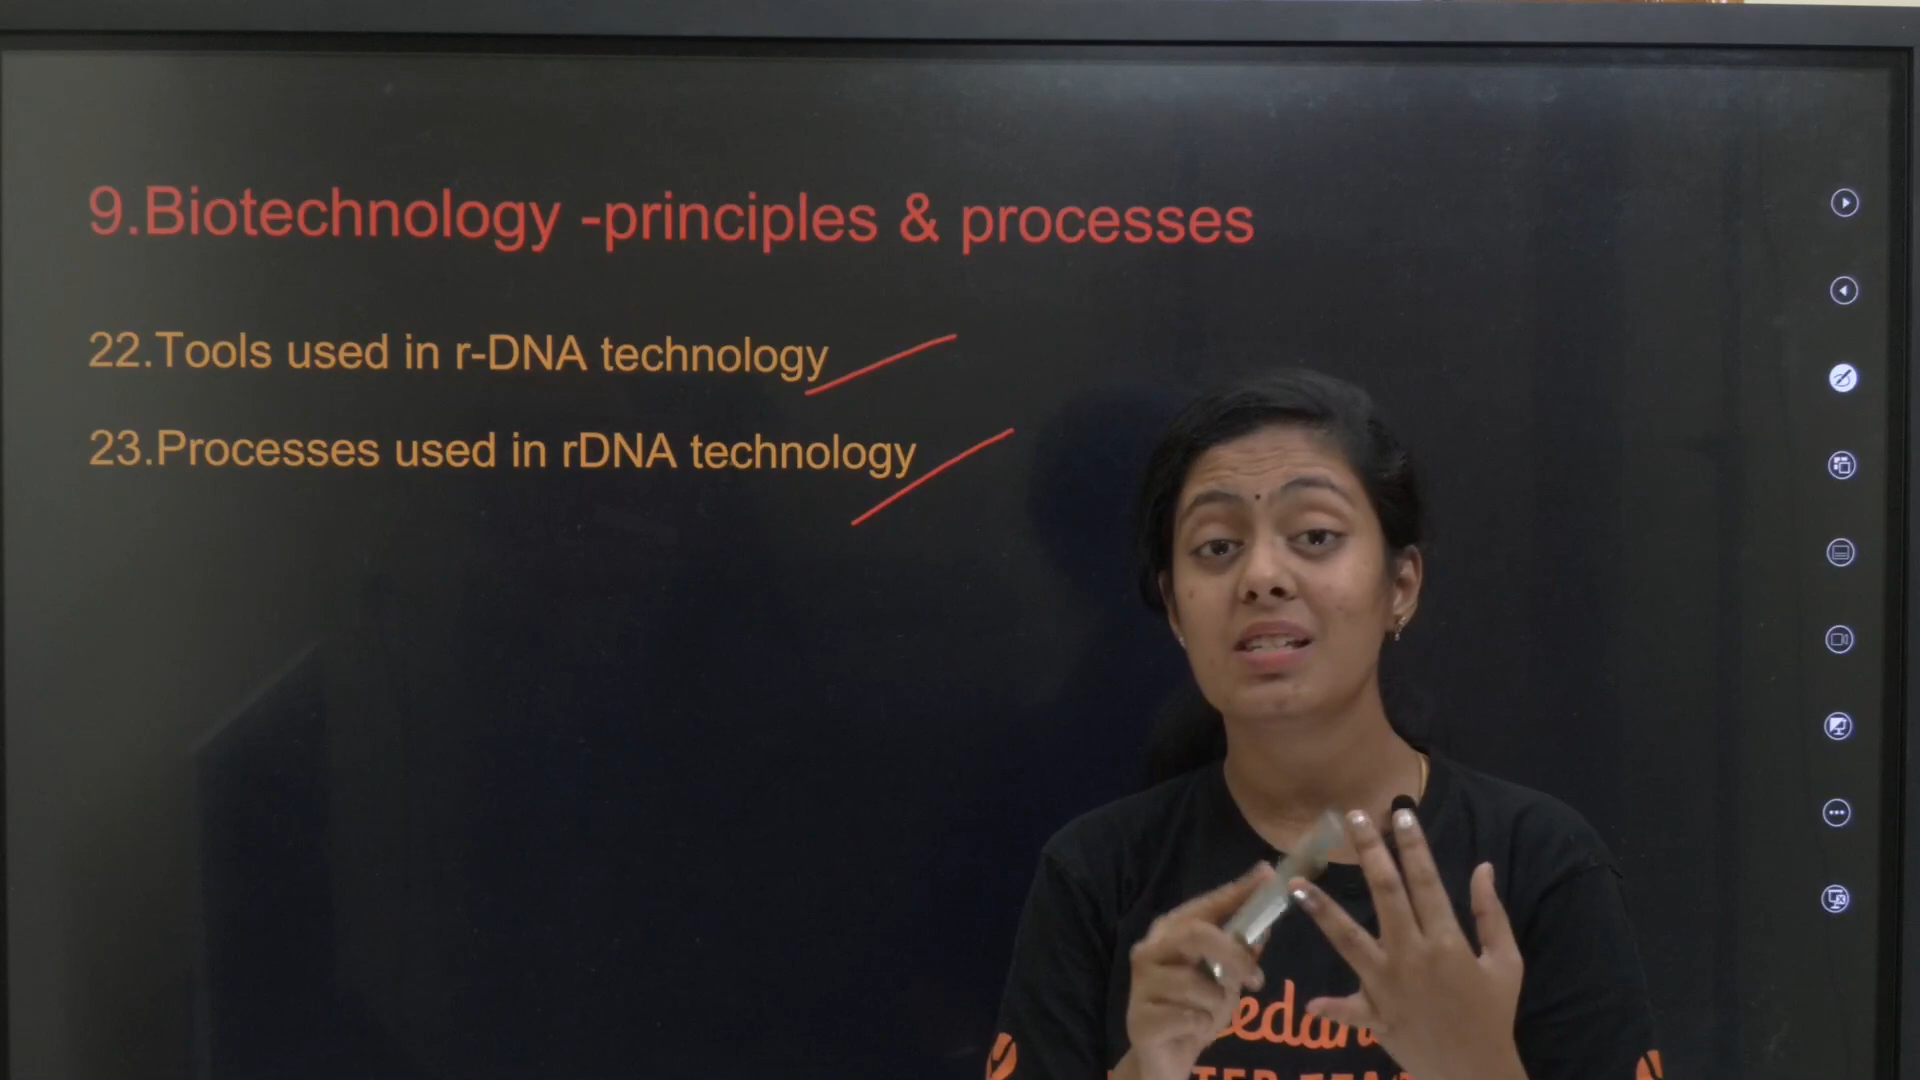 9.Biotechnology -principles & processes
22.Tools used in r-DNA technology
23.Processes used in rDNA technology